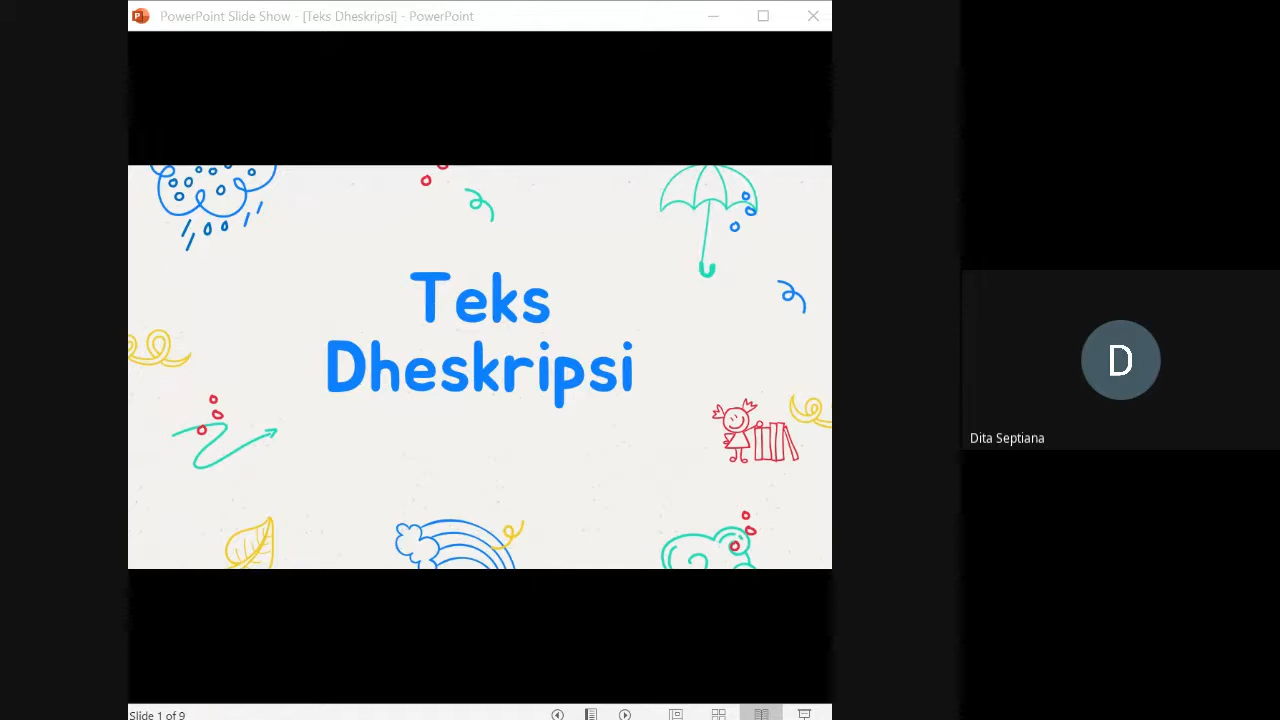 PowerPoint Slide Show - [Teks Dheskripsi] - PowerPoint
Teks
Dheskripsi
D
Dita Septiana
Slide 1 of 9